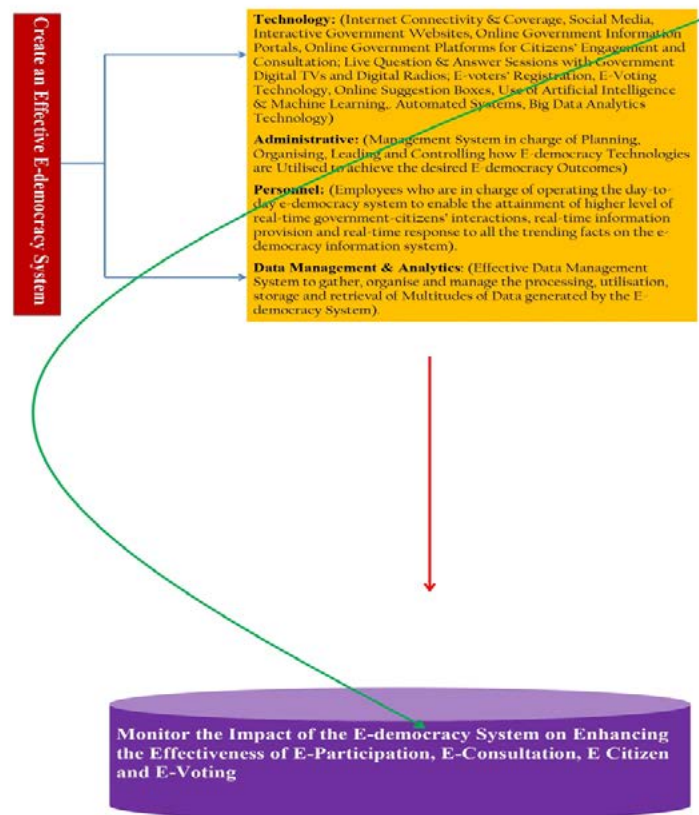 Create an Effective E-democracy System
Technology: (Internet Connectivity & Coverage, Social Media,
Interactive Government Websites, Online Government Information
Portals, Online Government Platforms for Citizens' Engagement and
Consultation; Live Question & Answer Sessions with Government
Digital TVs and Digital Radios; E-voters' Registration, E-Voting
Technology, Online Suggestion Boxes, Use of Artificial Intelligence
& Machine Learning,. Automated Systems, Big Data Analytics
Technology)
Administrative: (Management System in charge of Planning,
Organising, Leading and Controlling how E-democracy Technologies
are Utilised to achieve the desired E-democracy Outcomes)
Personnel: (Employees who are in charge of operating the day-to-
day e-democracy system to enable the attainment of higher level of
real-time government-citizens' interactions, real-time information
provision and real-time response to all the trending facts on the e-
democracy information system).
Data Management & Analytics: (Effective Data Management
System to gather, organise and manage the processing, utilisation,
storage and retrieval of Multitudes of Data generated by the E-
democracy System).
Monitor the Impact of the E-democracy System on Enhancing
the Effectiveness of E-Participation, E-Consultation, E Citizen
and E-Voting